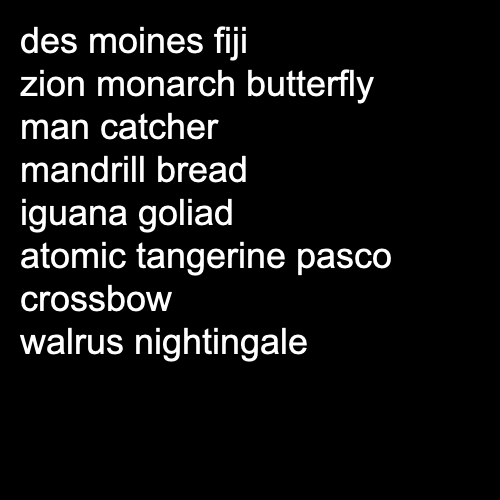 des moines fiji
zion monarch butterfly
man catcher
mandrill bread
iguana goliad
atomic tangerine pasco
crossbow
walrus nightingale